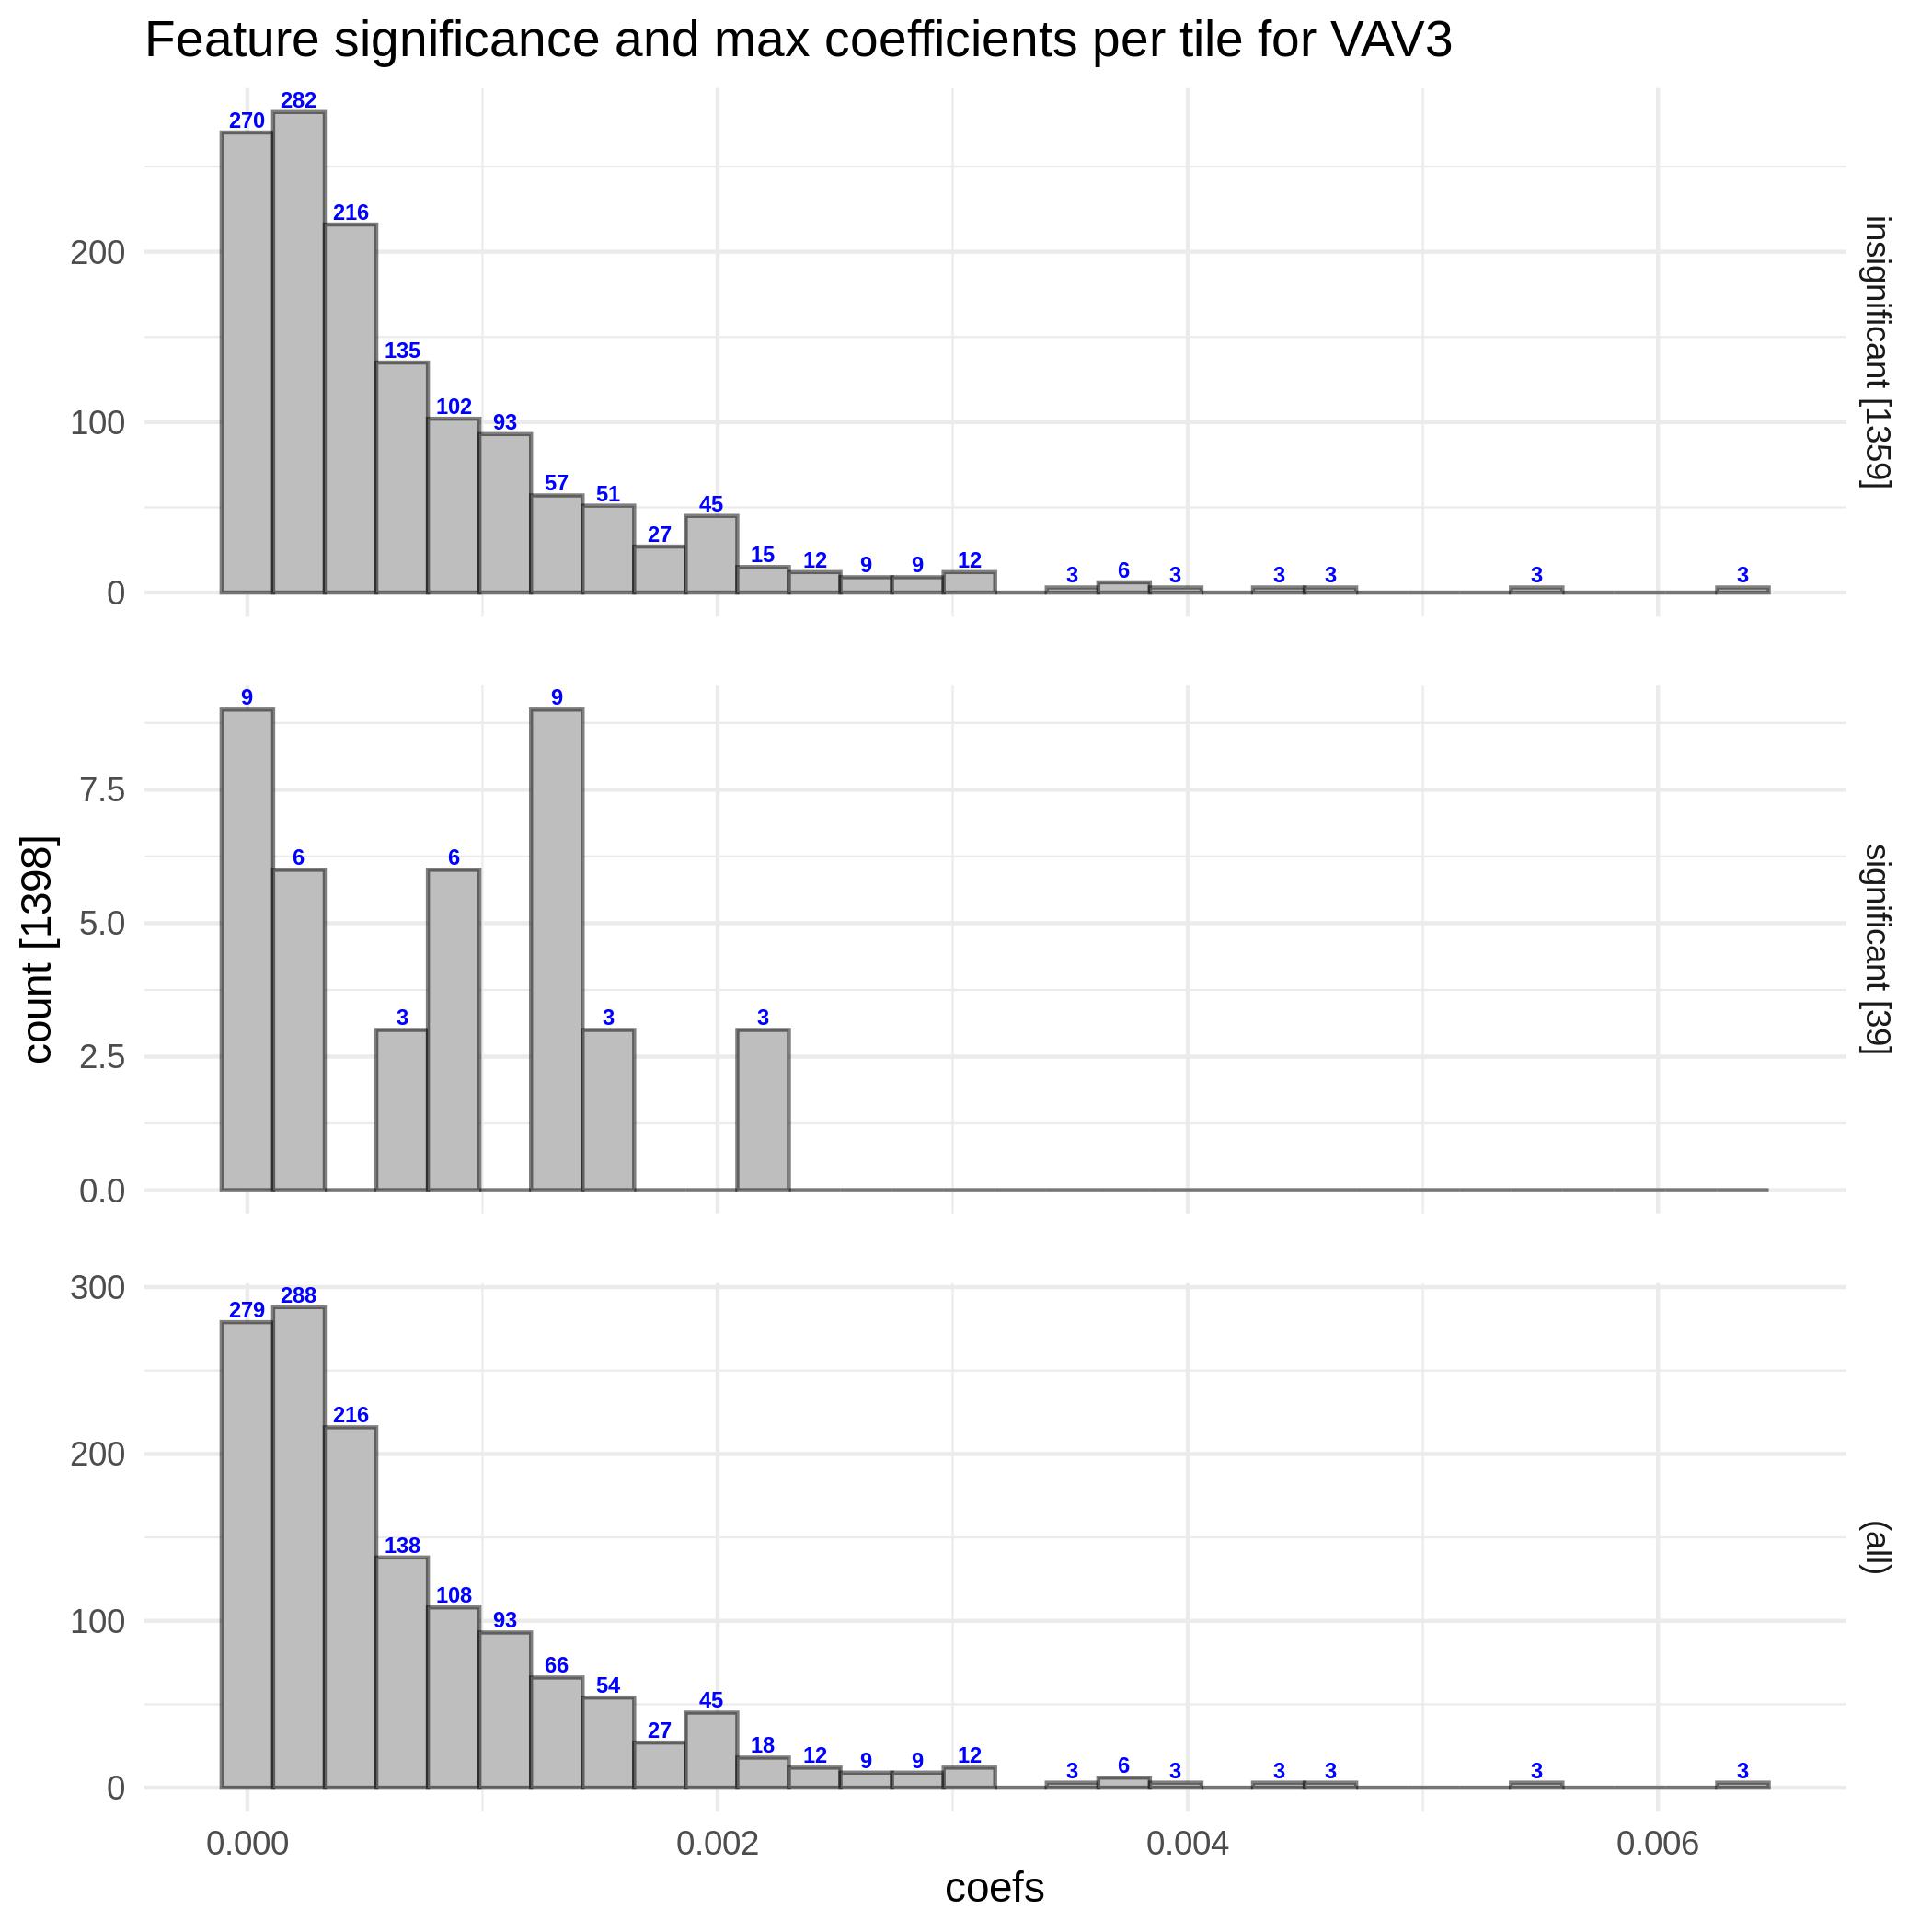 Feature significance and max coefficients per tile for VAV3
270 282 216 135 102 93 57 51 27 45 15 12 9 9 12 3 6 3 3 3 3 3
200
100
0
insignificant [1359]
9 6 3 6 9 3 3
7.5
5.0
2.5
0.0
significant [39]
count [1398]
279 288 216 138 108 93 66 54 27 45 18 12 9 9 12 3 6 3 3 3 3 3
300
200
100
0
(all)
0.000 0.002 0.004 0.006
coefs